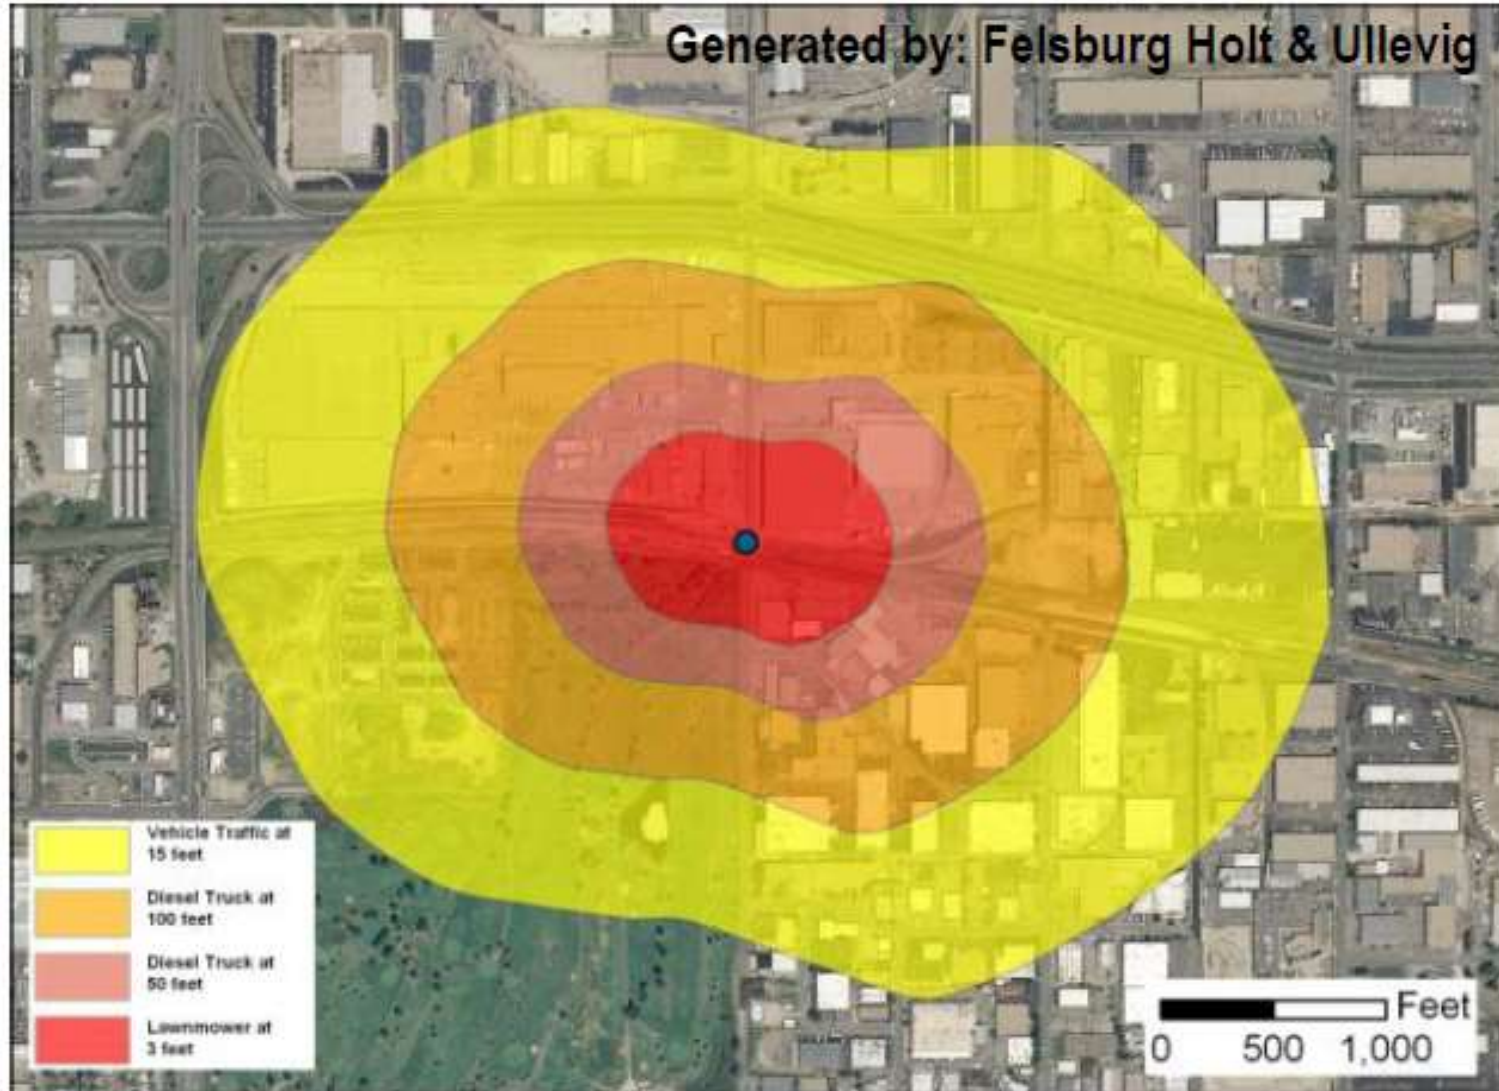 Generated by: Felsburg Holt & Ullevig
Vehicle Traffic at
15 feet
Diesel Truck at
100 feet
Diesel Truck at
50 feet
Lawnmower at
3 feet
Feet
0 500 1,000